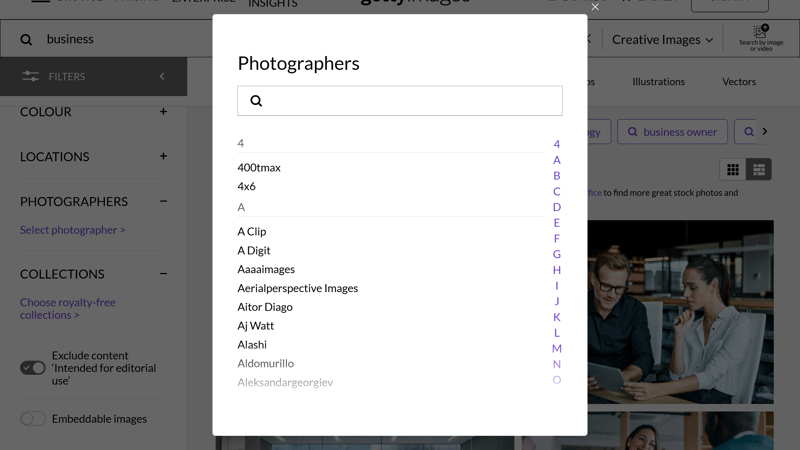 ENTERPRISE
INSIGHTS
gettyimages
business
Creative Images
Search by image
or video
FILTERS
Illustrations
Vectors
COLOUR
LOCATIONS
PHOTOGRAPHERS
Select photographer >
COLLECTIONS
Choose royalty-free
collections >
Exclude content
'Intended for editorial
use'
Embeddable images
business owner
to find more great stock photos and
Photographers
4
400tmax
4x6
A
A Clip
A Digit
Aaaaimages
Aerialperspective Images
Aitor Diago
Aj Watt
Alashi
Aldomurillo
Aleksandargeorgiev
4
A
B
C
D
E
F
G
H
I
J
K
L
M
N
O